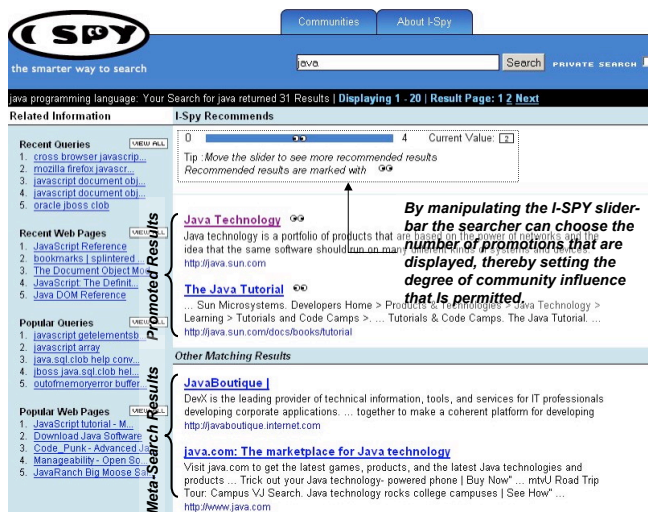 Communities
About I-Spy
I SPY
the smarter way to search
java
Search
PRIVATE SEARCH
java programming language: Your Search for java returned 31 Results | Displaying 1 - 20 | Result Page: 1 2 Next
Related Information
I-Spy Recommends
Recent Queries
VIEW ALL
1. cross browser javascrip...
2. mozilla firefox javascr...
3. javascript document obj...
4. javascript document obj...
5. oracle jboss clob
Recent Web Pages
VIEW ALL
1. JavaScript Reference
2. bookmarks | splintered ...
3. The Document Object Mod...
4. JavaScript: The Definit...
5. Java DOM Reference
Popular Queries
VIEW ALL
1. javascript getelementsb...
2. javascript array
3. java.sql.clob help conv...
4. jboss java.sql.clob hel...
5. outofmemoryerror buffer...
Popular Web Pages
VIEW ALL
1. JavaScript tutorial - M...
2. Download Java Software
3. Code_Punk - Advanced Ja...
4. Manageability - Open So...
5. JavaRanch Big Moose Sa...
0
4
Current Value: 2
Tip :Move the slider to see more recommended results
Recommended results are marked with
By manipulating the I-SPY slider-
bar the searcher can choose the
number of promotions that are
displayed, thereby setting the
degree of community influence
that Is permitted.
Promoted Results
Java Technology
Java technology is a portfolio of products that are based on the power of networks and the
idea that the same software should run on many different kinds of systems and devices.
http://java.sun.com
The Java Tutorial
... Sun Microsystems. Developers Home > Products & Technologies > Java Technology >
Learning > Tutorials and Code Camps >. ... Tutorials & Code Camps. The Java Tutorial. ...
http://java.sun.com/docs/books/tutorial
Other Matching Results
Meta-Search Results
JavaBoutique |
DevX is the leading provider of technical information, tools, and services for IT professionals
developing corporate applications. ... together to make a coherent platform for developing
http://javaboutique.internet.com
java.com: The marketplace for Java technology
Visit java.com to get the latest games, products, and the latest Java technologies and
products ... Trick out your Java technology- powered phone | Buy Now" ... mtvU Road Trip
Tour: Campus VJ Search. Java technology rocks college campuses | See How" ...
http://www.java.com